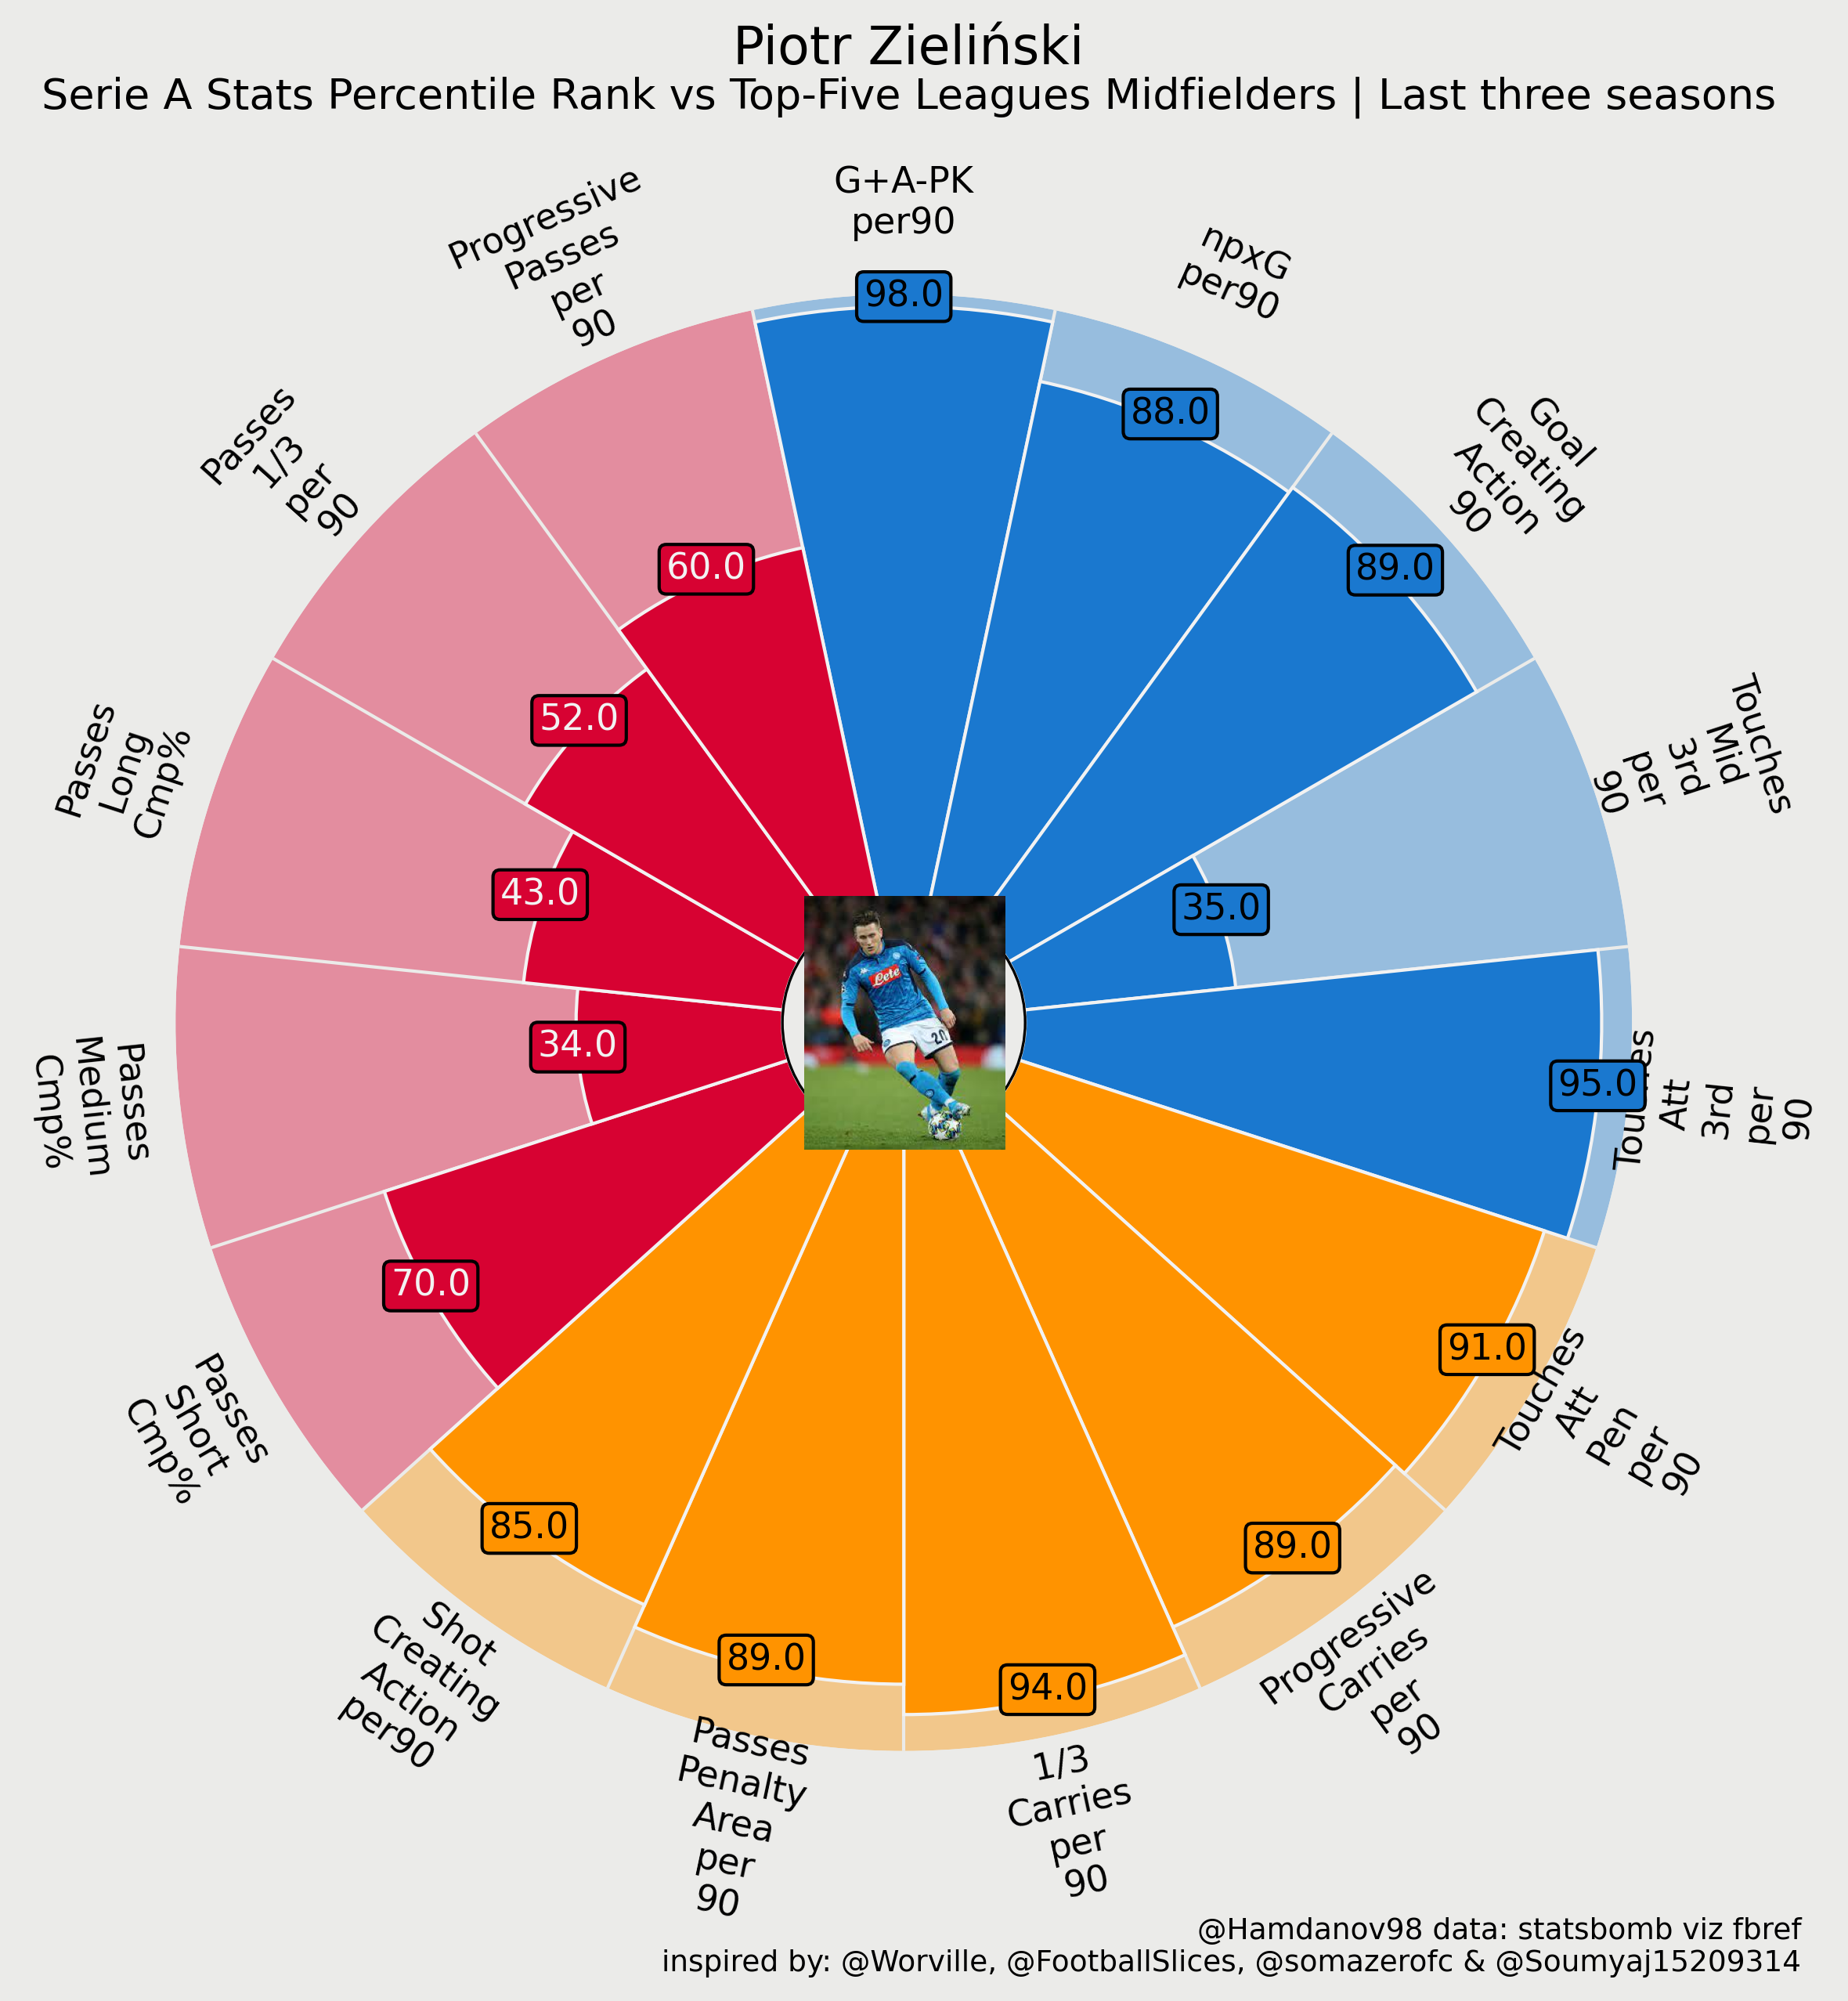 Piotr Zieliński
Serie A Stats Percentile Rank vs Top-Five Leagues Midfielders | Last three seasons
G+A-PK
per90
98.0
npxG
per90
88.0
Goal
Creating
Action
90
89.0
Touches
Mid
3rd
per
90
35.0
Att
3rd
per
90
95.0
Touches
Att
Pen
per
90
91.0
Progressive
Carries
per
90
89.0
1/3
Carries
per
90
94.0
Passes
Penalty
Area
per
90
89.0
Shot
Creating
Action
per90
85.0
Passes
Short
Cmp%
70.0
Passes
Medium
Cmp%
34.0
Passes
Long
Cmp%
43.0
Passes
1/3
per
90
52.0
Progressive
Passes
per
90
60.0
Lete
20
@Hamdanov98 data: statsbomb viz fbref
inspired by: @Worville, @FootballSlices, @somazerofc & @Soumyaj15209314